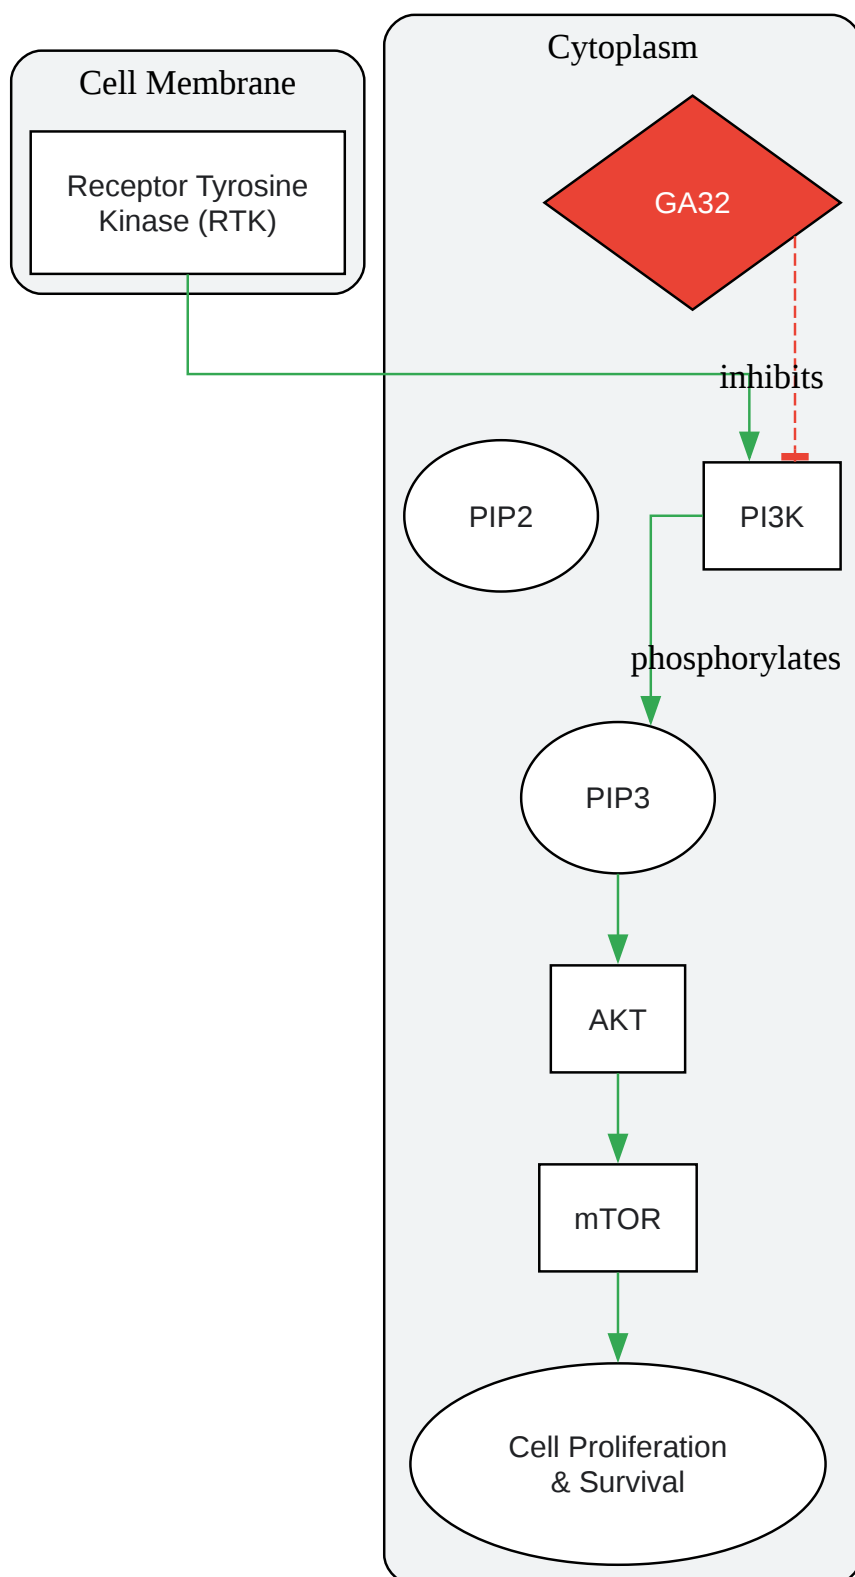 Cytoplasm
Cell Membrane
Receptor Tyrosine
Kinase (RTK)
GA32
inhibits
PIP2
PI3K
phosphorylates
PIP3
AKT
mTOR
Cell Proliferation
& Survival